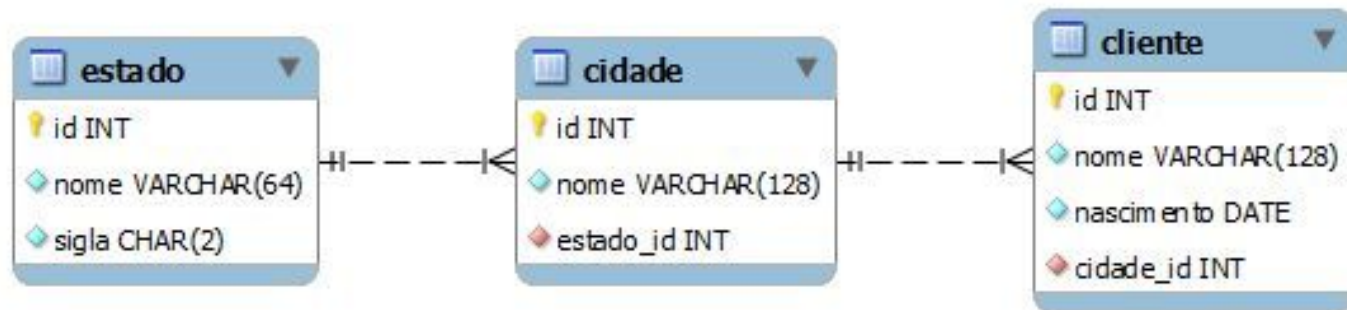 estado
id INT
nome VARCHAR(64)
sigla CHAR(2)
cidade
id INT
nome VARCHAR(128)
estado_id INT
cliente
id INT
nome VARCHAR(128)
nascimento DATE
cidade_id INT